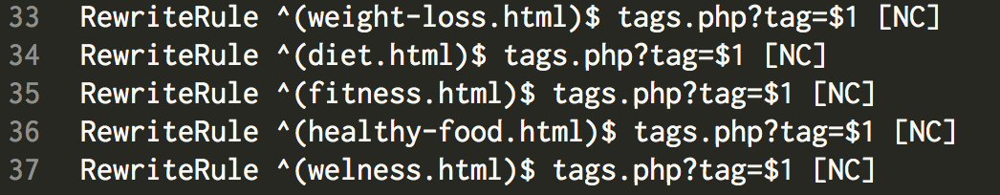 33 RewriteRule ^(weight-loss.html)$ tags.php?tag=$1 [NC]
34 RewriteRule ^(diet.html)$ tags.php?tag=$1 [NC]
35 RewriteRule ^(fitness.html)$ tags.php?tag=$1 [NC]
36 RewriteRule ^(healthy-food.html)$ tags.php?tag=$1 [NC]
37 RewriteRule ^(welness.html)$ tags.php?tag=$1 [NC]